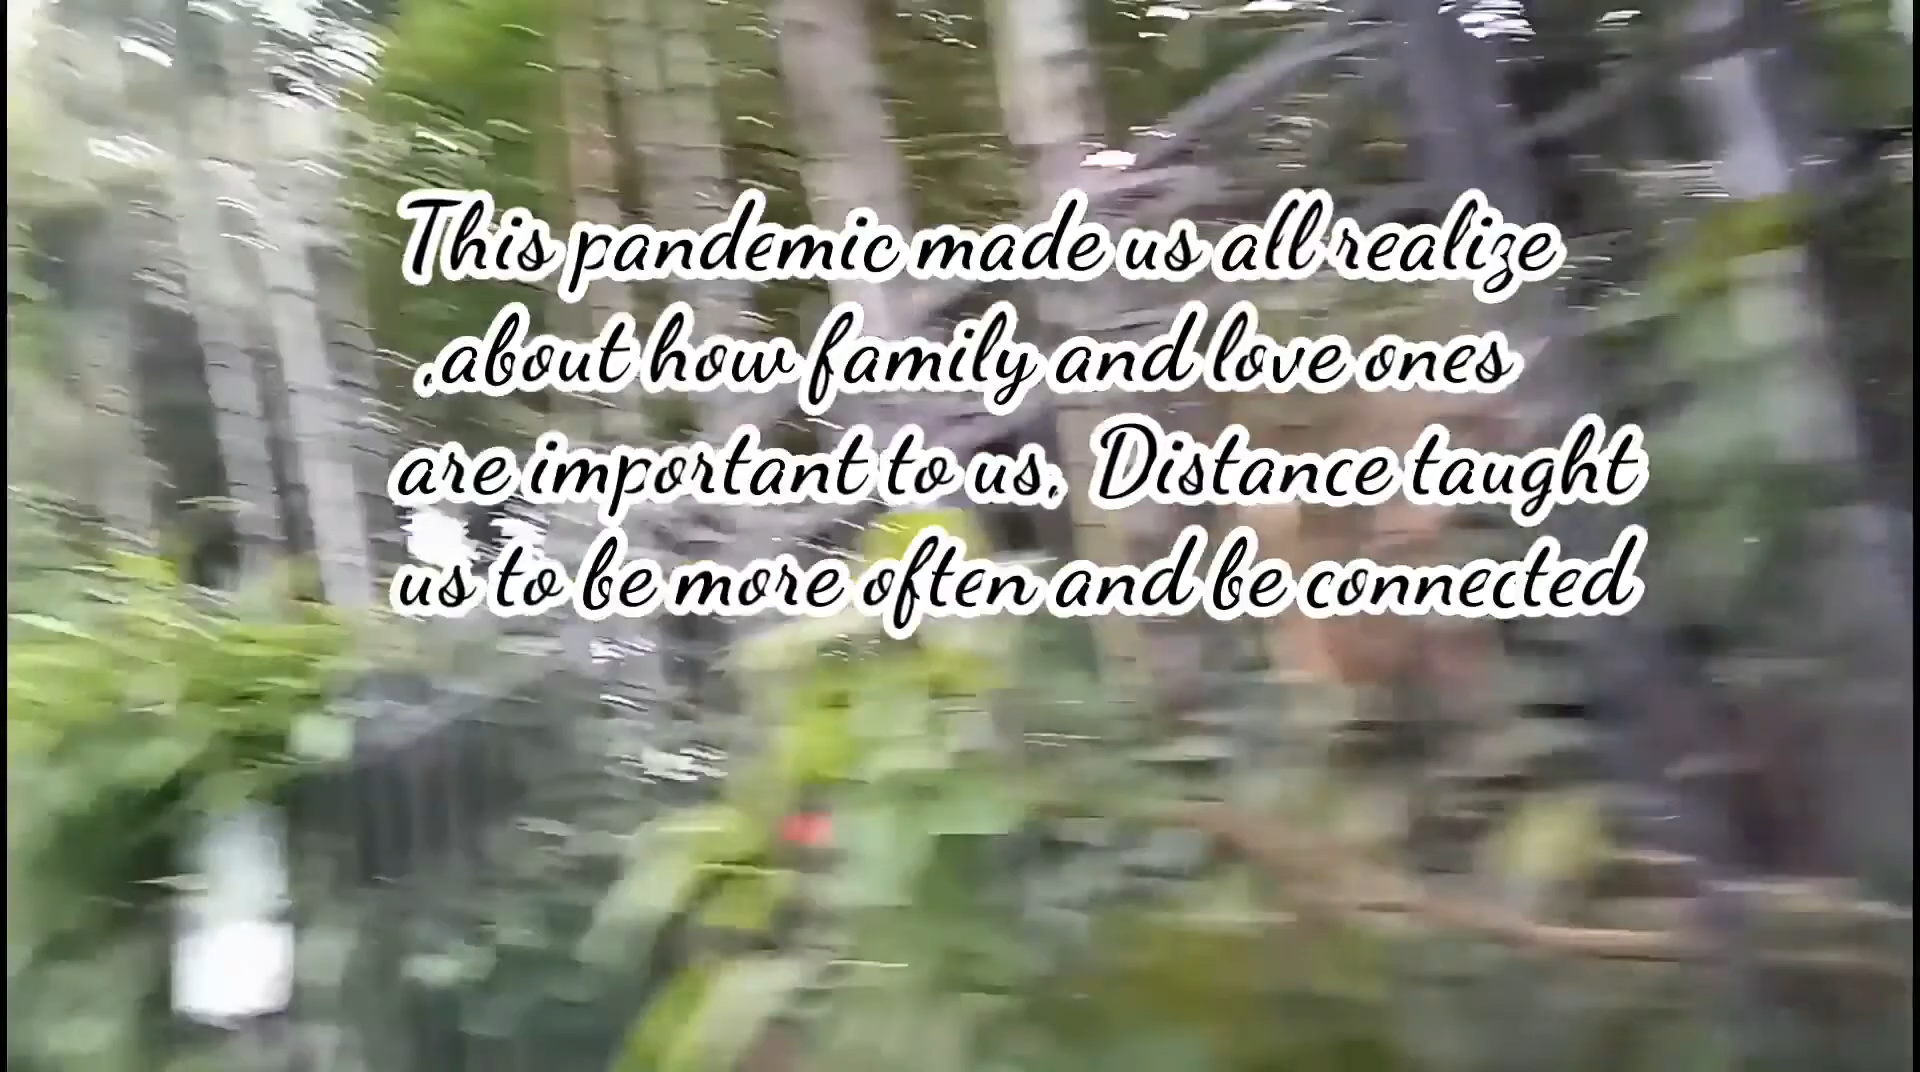 This pandemic made us all realize
.about how family and love ones
are important to us. Distance taught
us to be more often and be connected